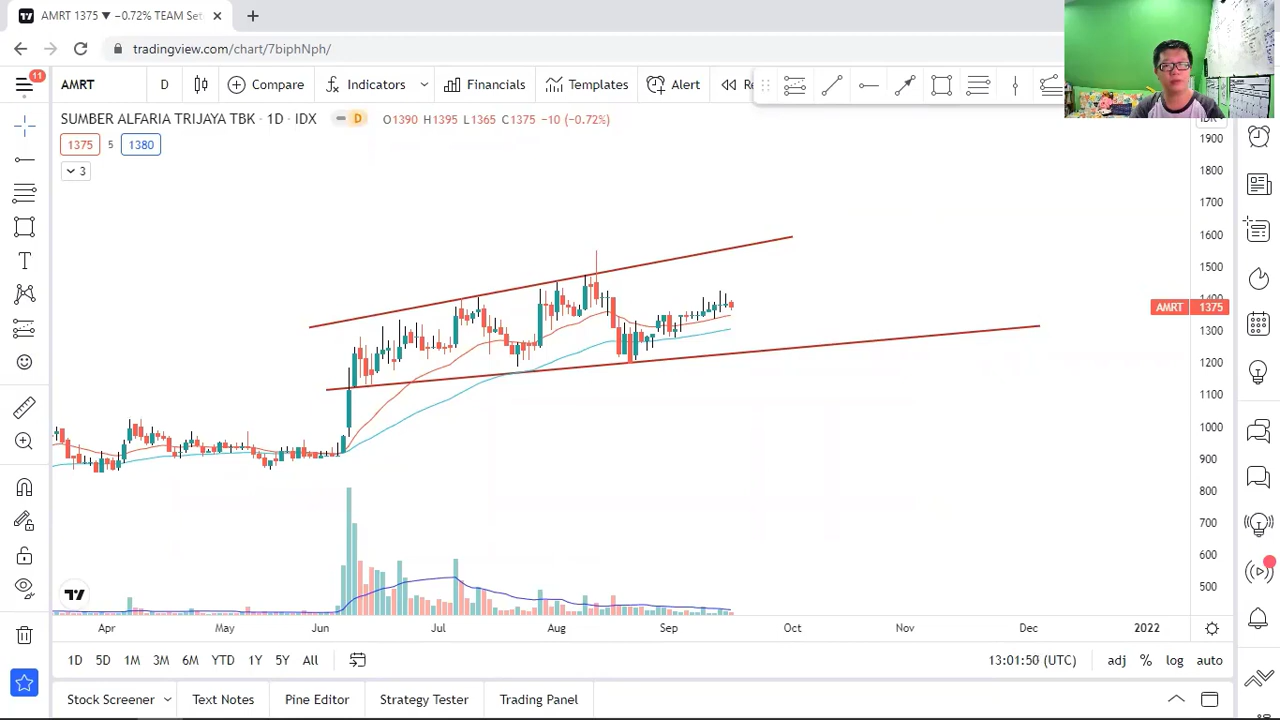 AMRT 1375 ▼ −0.72% TEAM Set
tradingview.com/chart/7biphNph/
11
AMRT
D
Compare
Indicators
Financials
Templates
Alert
Re
SUMBER ALFARIA TRIJAYA TBK · 1D · IDX
D
O1390 H1395 L1365 C1375 −10 (−0.72%)
1375
5
1380
3
1900
1800
1700
1600
1500
1400
AMRT 1375
1300
1200
1100
1000
900
800
700
600
500
Apr
May
Jun
Jul
Aug
Sep
Oct
Nov
Dec
2022
1D
5D
1M
3M
6M
YTD
1Y
5Y
All
13:01:50 (UTC)
adj
%
log
auto
Stock Screener
Text Notes
Pine Editor
Strategy Tester
Trading Panel